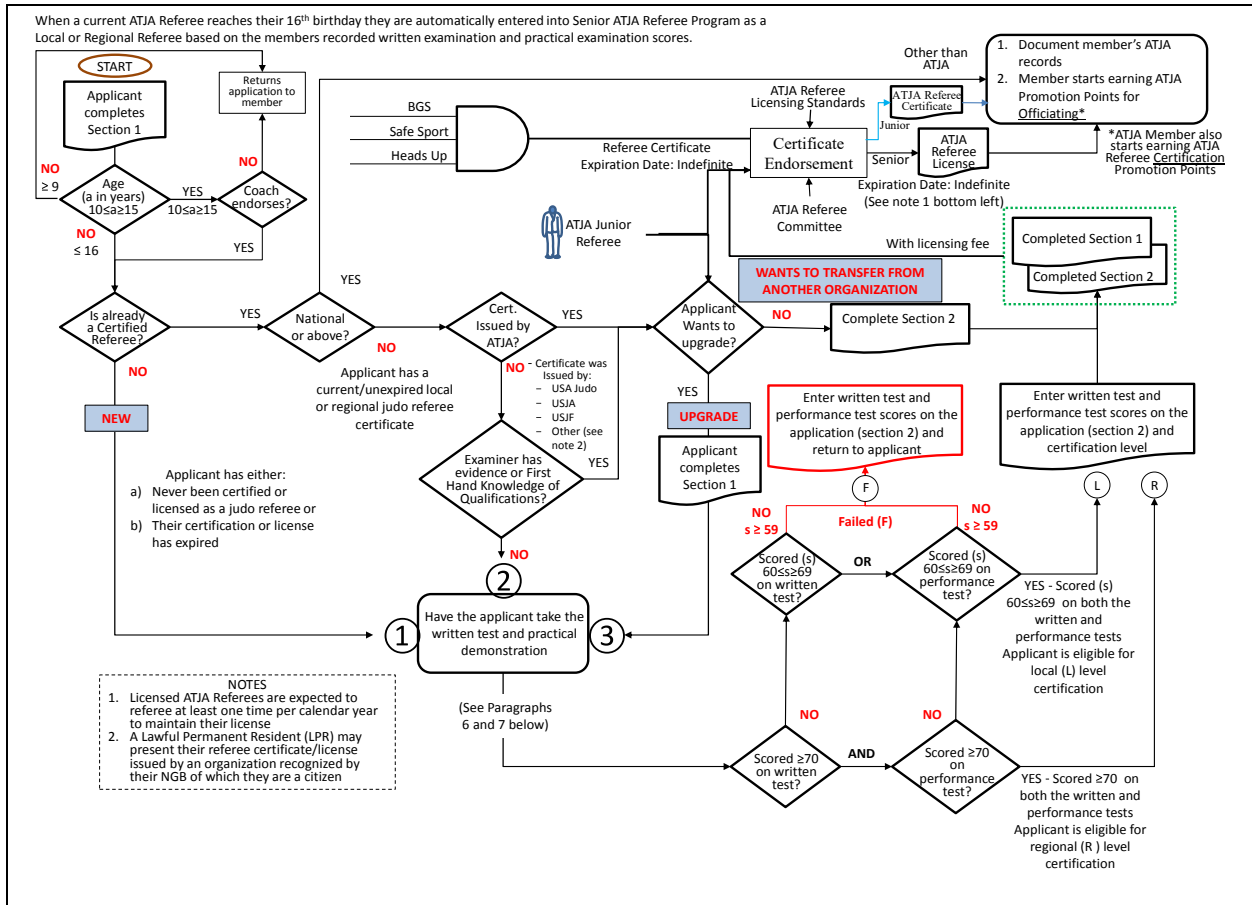 When a current ATJA Referee reaches their 16th birthday they are automatically entered into Senior ATJA Referee Program as a
Local or Regional Referee based on the members recorded written examination and practical examination scores.
START
Applicant
completes
Section 1
Returns
application to
member
NO
≥ 9
Age
(a in years)
10≤a≥15
YES
10≤a≥15
Coach
endorses?
NO
YES
NO
≤ 16
BGS
Safe Sport
Heads Up
Referee Certificate
Expiration Date: Indefinite
ATJA Referee
Licensing Standards
Certificate
Endorsement
ATJA Referee
Committee
Junior
ATJA Referee
Certificate
Senior
ATJA
Referee
License
Expiration Date: Indefinite
(See note 1 bottom left)
Other than
ATJA
1. Document member's ATJA
records
2. Member starts earning ATJA
Promotion Points for
Officiating*
*ATJA Member also
starts earning ATJA
Referee Certification
Promotion Points
ATJA Junior
Referee
With licensing fee
Completed Section 1
Completed Section 2
WANTS TO TRANSFER FROM
ANOTHER ORGANIZATION
Is already
a Certified
Referee?
YES
NO
NEW
National
or above?
YES
NO
Applicant has a
current/unexpired local
or regional judo referee
certificate
Cert.
Issued by
ATJA?
YES
NO
- Certificate was
Issued by:
− USA Judo
− USJA
− USJF
− Other (see
note 2)
Examiner has
evidence or First
Hand Knowledge of
Qualifications?
YES
NO
Applicant
Wants to
upgrade?
NO
Complete Section 2
YES
UPGRADE
Applicant
completes
Section 1
Enter written test and
performance test scores on the
application (section 2) and
return to applicant
Enter written test and
performance test scores on the
application (section 2) and
certification level
F
L
R
NO
s ≥ 59
Failed (F)
NO
s ≥ 59
Scored (s)
60≤s≥69
on written
test?
OR
Scored (s)
60≤s≥69 on
performance
test?
YES - Scored (s)
60≤s≥69 on both the
written and
performance tests
Applicant is eligible for
local (L) level
certification
Applicant has either:
a) Never been certified or
licensed as a judo referee or
b) Their certification or license
has expired
1
2
3
Have the applicant take the
written test and practical
demonstration
(See Paragraphs
6 and 7 below)
NO
NO
Scored ≥70
on written
test?
AND
Scored ≥70
on
performance
test?
YES - Scored ≥70 on
both the written and
performance tests
Applicant is eligible for
regional (R ) level
certification
NOTES
1. Licensed ATJA Referees are expected to
referee at least one time per calendar year
to maintain their license
2. A Lawful Permanent Resident (LPR) may
present their referee certificate/license
issued by an organization recognized by
their NGB of which they are a citizen